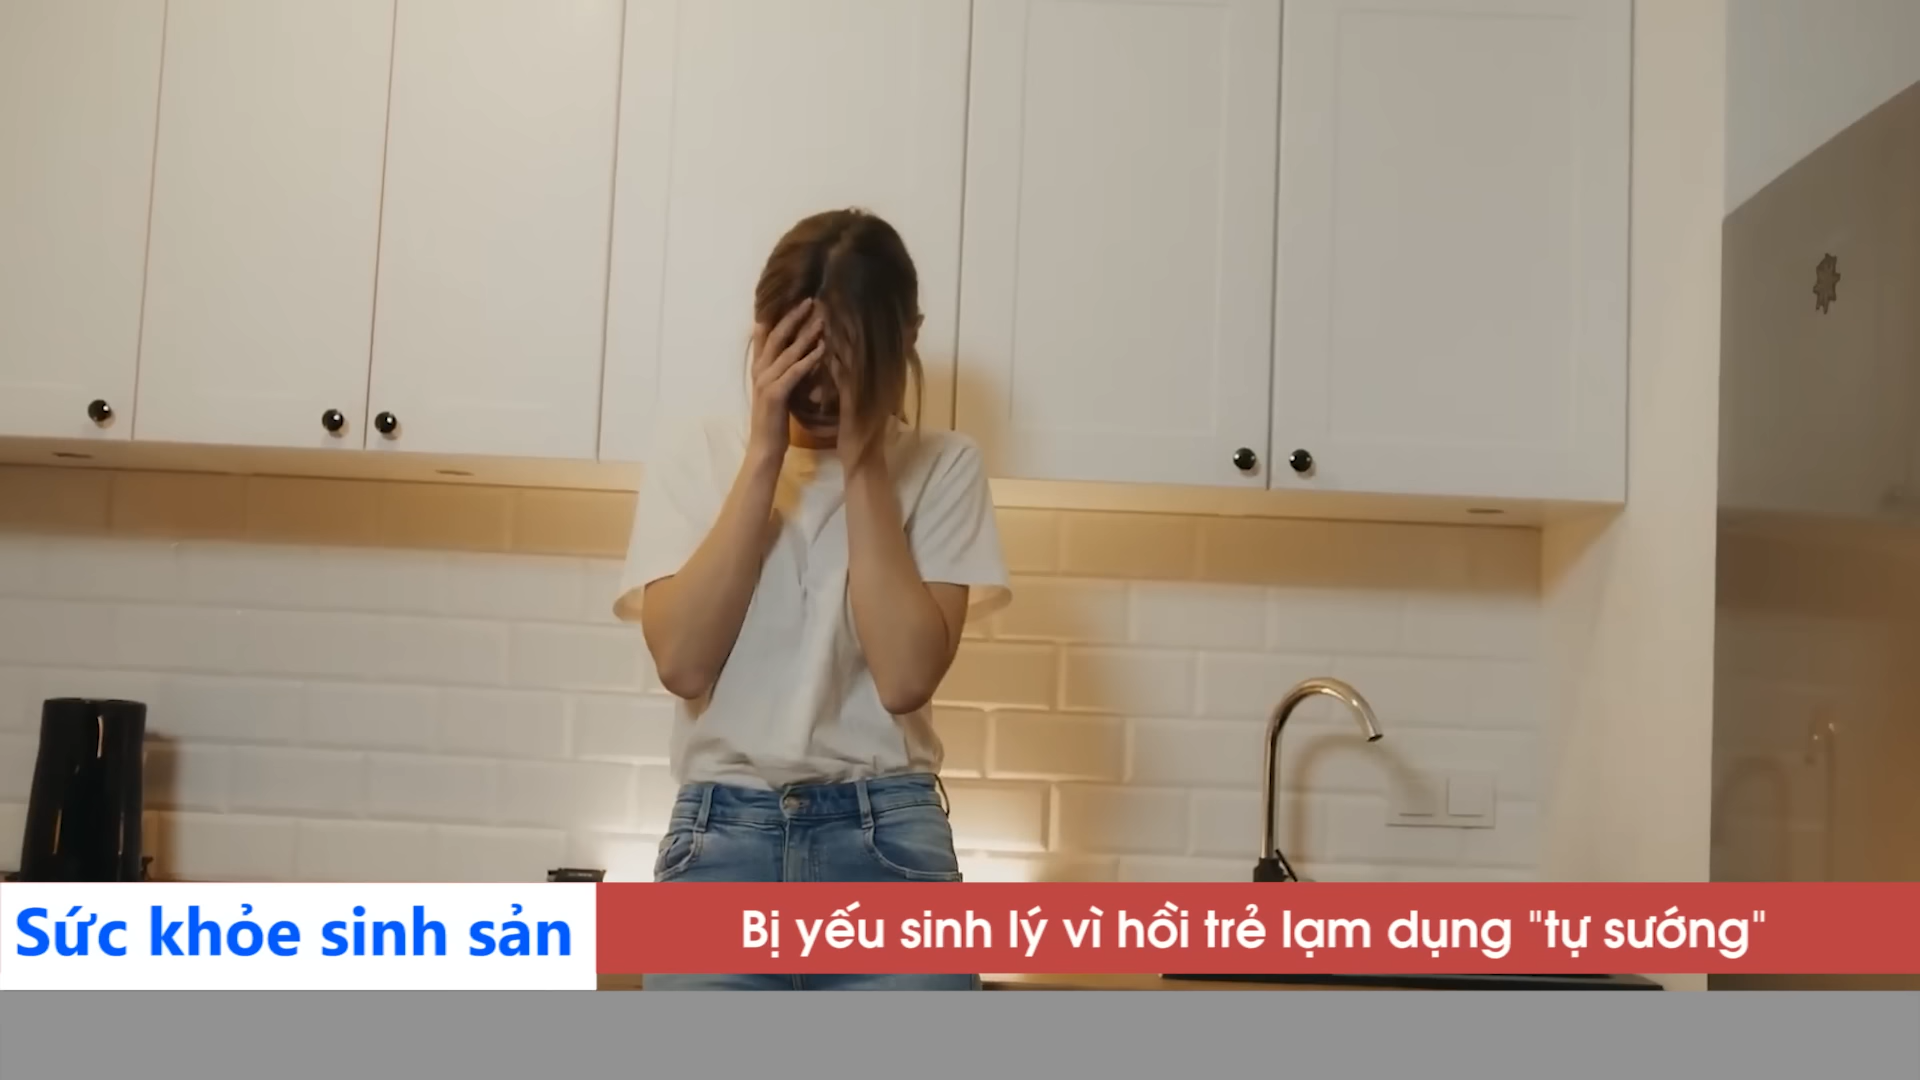 Sức khỏe sinh sản
Bị yếu sinh lý vì hồi trẻ lạm dụng "tự sướng"